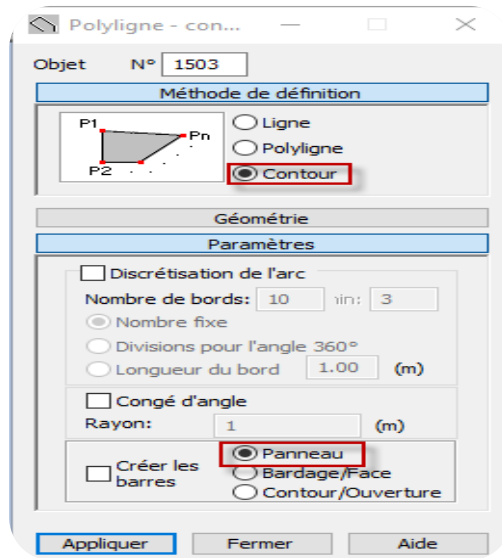 Polyligne - con...
Objet N° 1503
Méthode de définition
P1
Pn
P2
Ligne
Polyligne
Contour
Géométrie
Paramètres
Discrétisation de l'arc
Nombre de bords: 10 3
Nombre fixe
Divisions pour l'angle 360°
Longueur du bord 1.00 (m)
Congé d'angle
Rayon: 1 (m)
Créer les barres
Panneau
Bardage/Face
Contour/Ouverture
Appliquer Fermer Aide